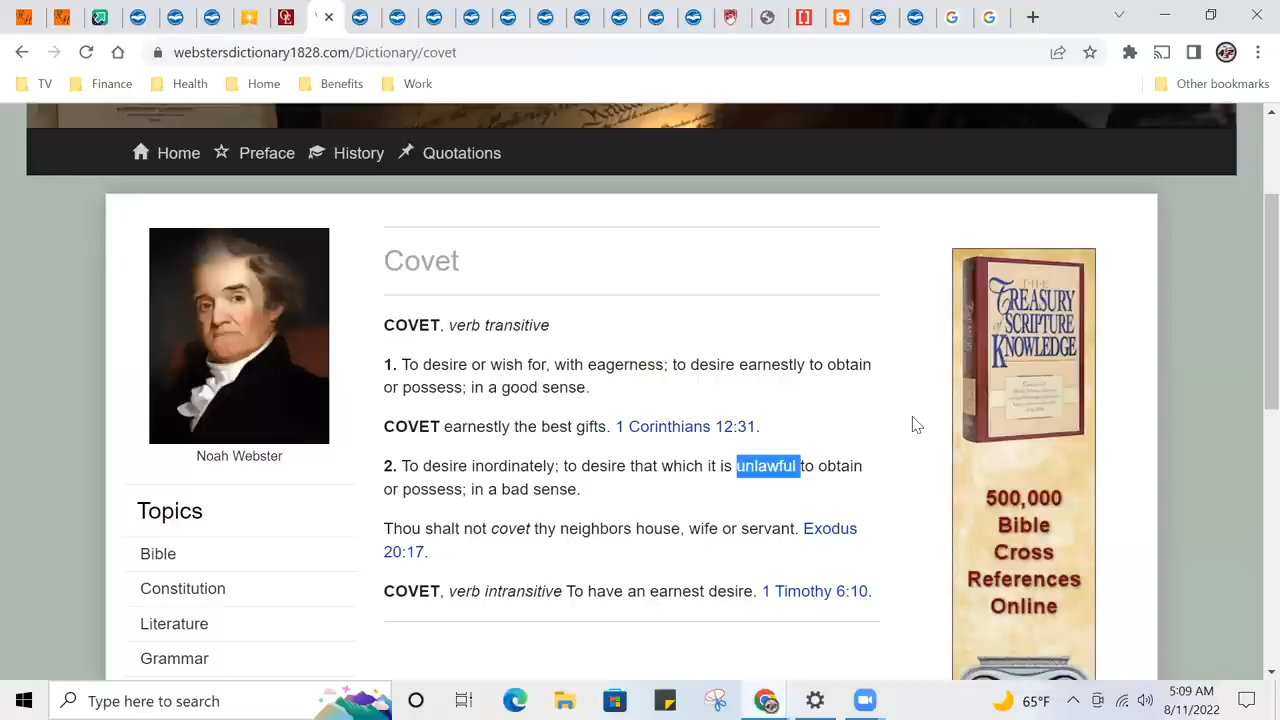 webstersdictionary1828.com/Dictionary/covet
TV Finance Health Home Benefits Work Other bookmarks
Home Preface History Quotations
Covet
COVET, verb transitive
1. To desire or wish for, with eagerness; to desire earnestly to obtain
or possess; in a good sense.
COVET earnestly the best gifts. 1 Corinthians 12:31.
2. To desire inordinately; to desire that which it is unlawful to obtain
or possess; in a bad sense.
Thou shalt not covet thy neighbors house, wife or servant. Exodus
20:17.
COVET, verb intransitive To have an earnest desire. 1 Timothy 6:10.
Noah Webster
Topics
Bible
Constitution
Literature
Grammar
THE
TREASURY
of SCRIPTURE
KNOWLEDGE
500,000
Bible
Cross
References
Online
Type here to search
65°F
5:09 AM
8/11/2022